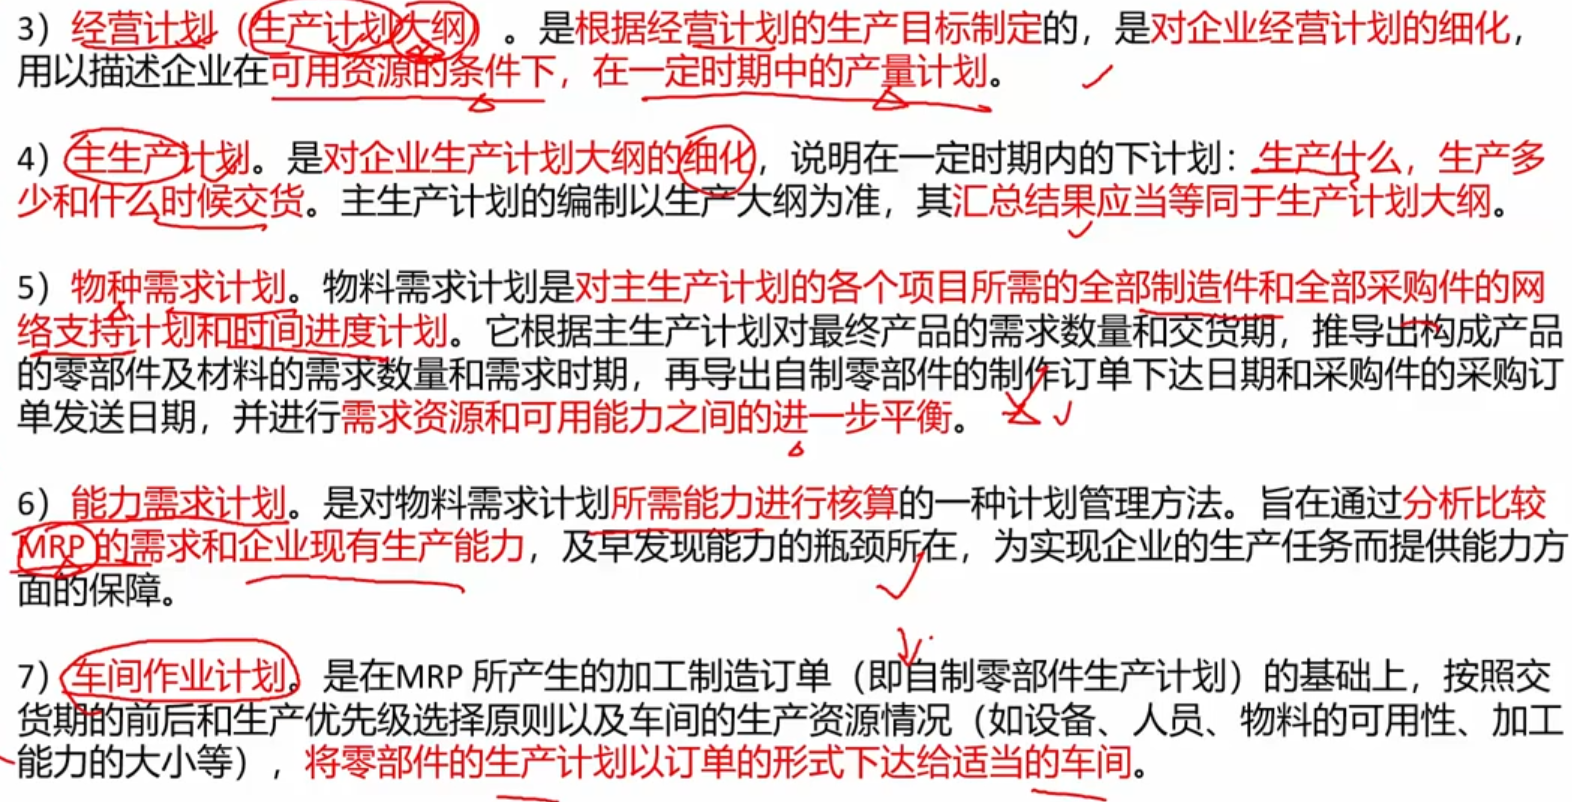 3）经营计划（生产计划大纲）。是根据经营计划的生产目标制定的，是对企业经营计划的细化，
用以描述企业在可用资源的条件下，在一定时期中的产量计划。
4）主生产计划。是对企业生产计划大纲的细化，说明在一定时期内的下计划：生产什么，生产多
少和什么时候交货。主生产计划的编制以生产大纲为准，其汇总结果应当等同于生产计划大纲。
5）物种需求计划。物料需求计划是对主生产计划的各个项目所需的全部制造件和全部采购件的网
络支持计划和时间进度计划。它根据主生产计划对最终产品的需求数量和交货期，推导出构成产品
的零部件及材料的需求数量和需求时期，再导出自制零部件的制作订单下达日期和采购件的采购订
单发送日期，并进行需求资源和可用能力之间的进一步平衡。
6）能力需求计划。是对物料需求计划所需能力进行核算的一种计划管理方法。旨在通过分析比较
MRP的需求和企业现有生产能力，及早发现能力的瓶颈所在，为实现企业的生产任务而提供能力方
面的保障。
7）车间作业计划。是在MRP 所产生的加工制造订单（即自制零部件生产计划）的基础上，按照交
货期的前后和生产优先级选择原则以及车间的生产资源情况（如设备、人员、物料的可用性、加工
能力的大小等），将零部件的生产计划以订单的形式下达给适当的车间。